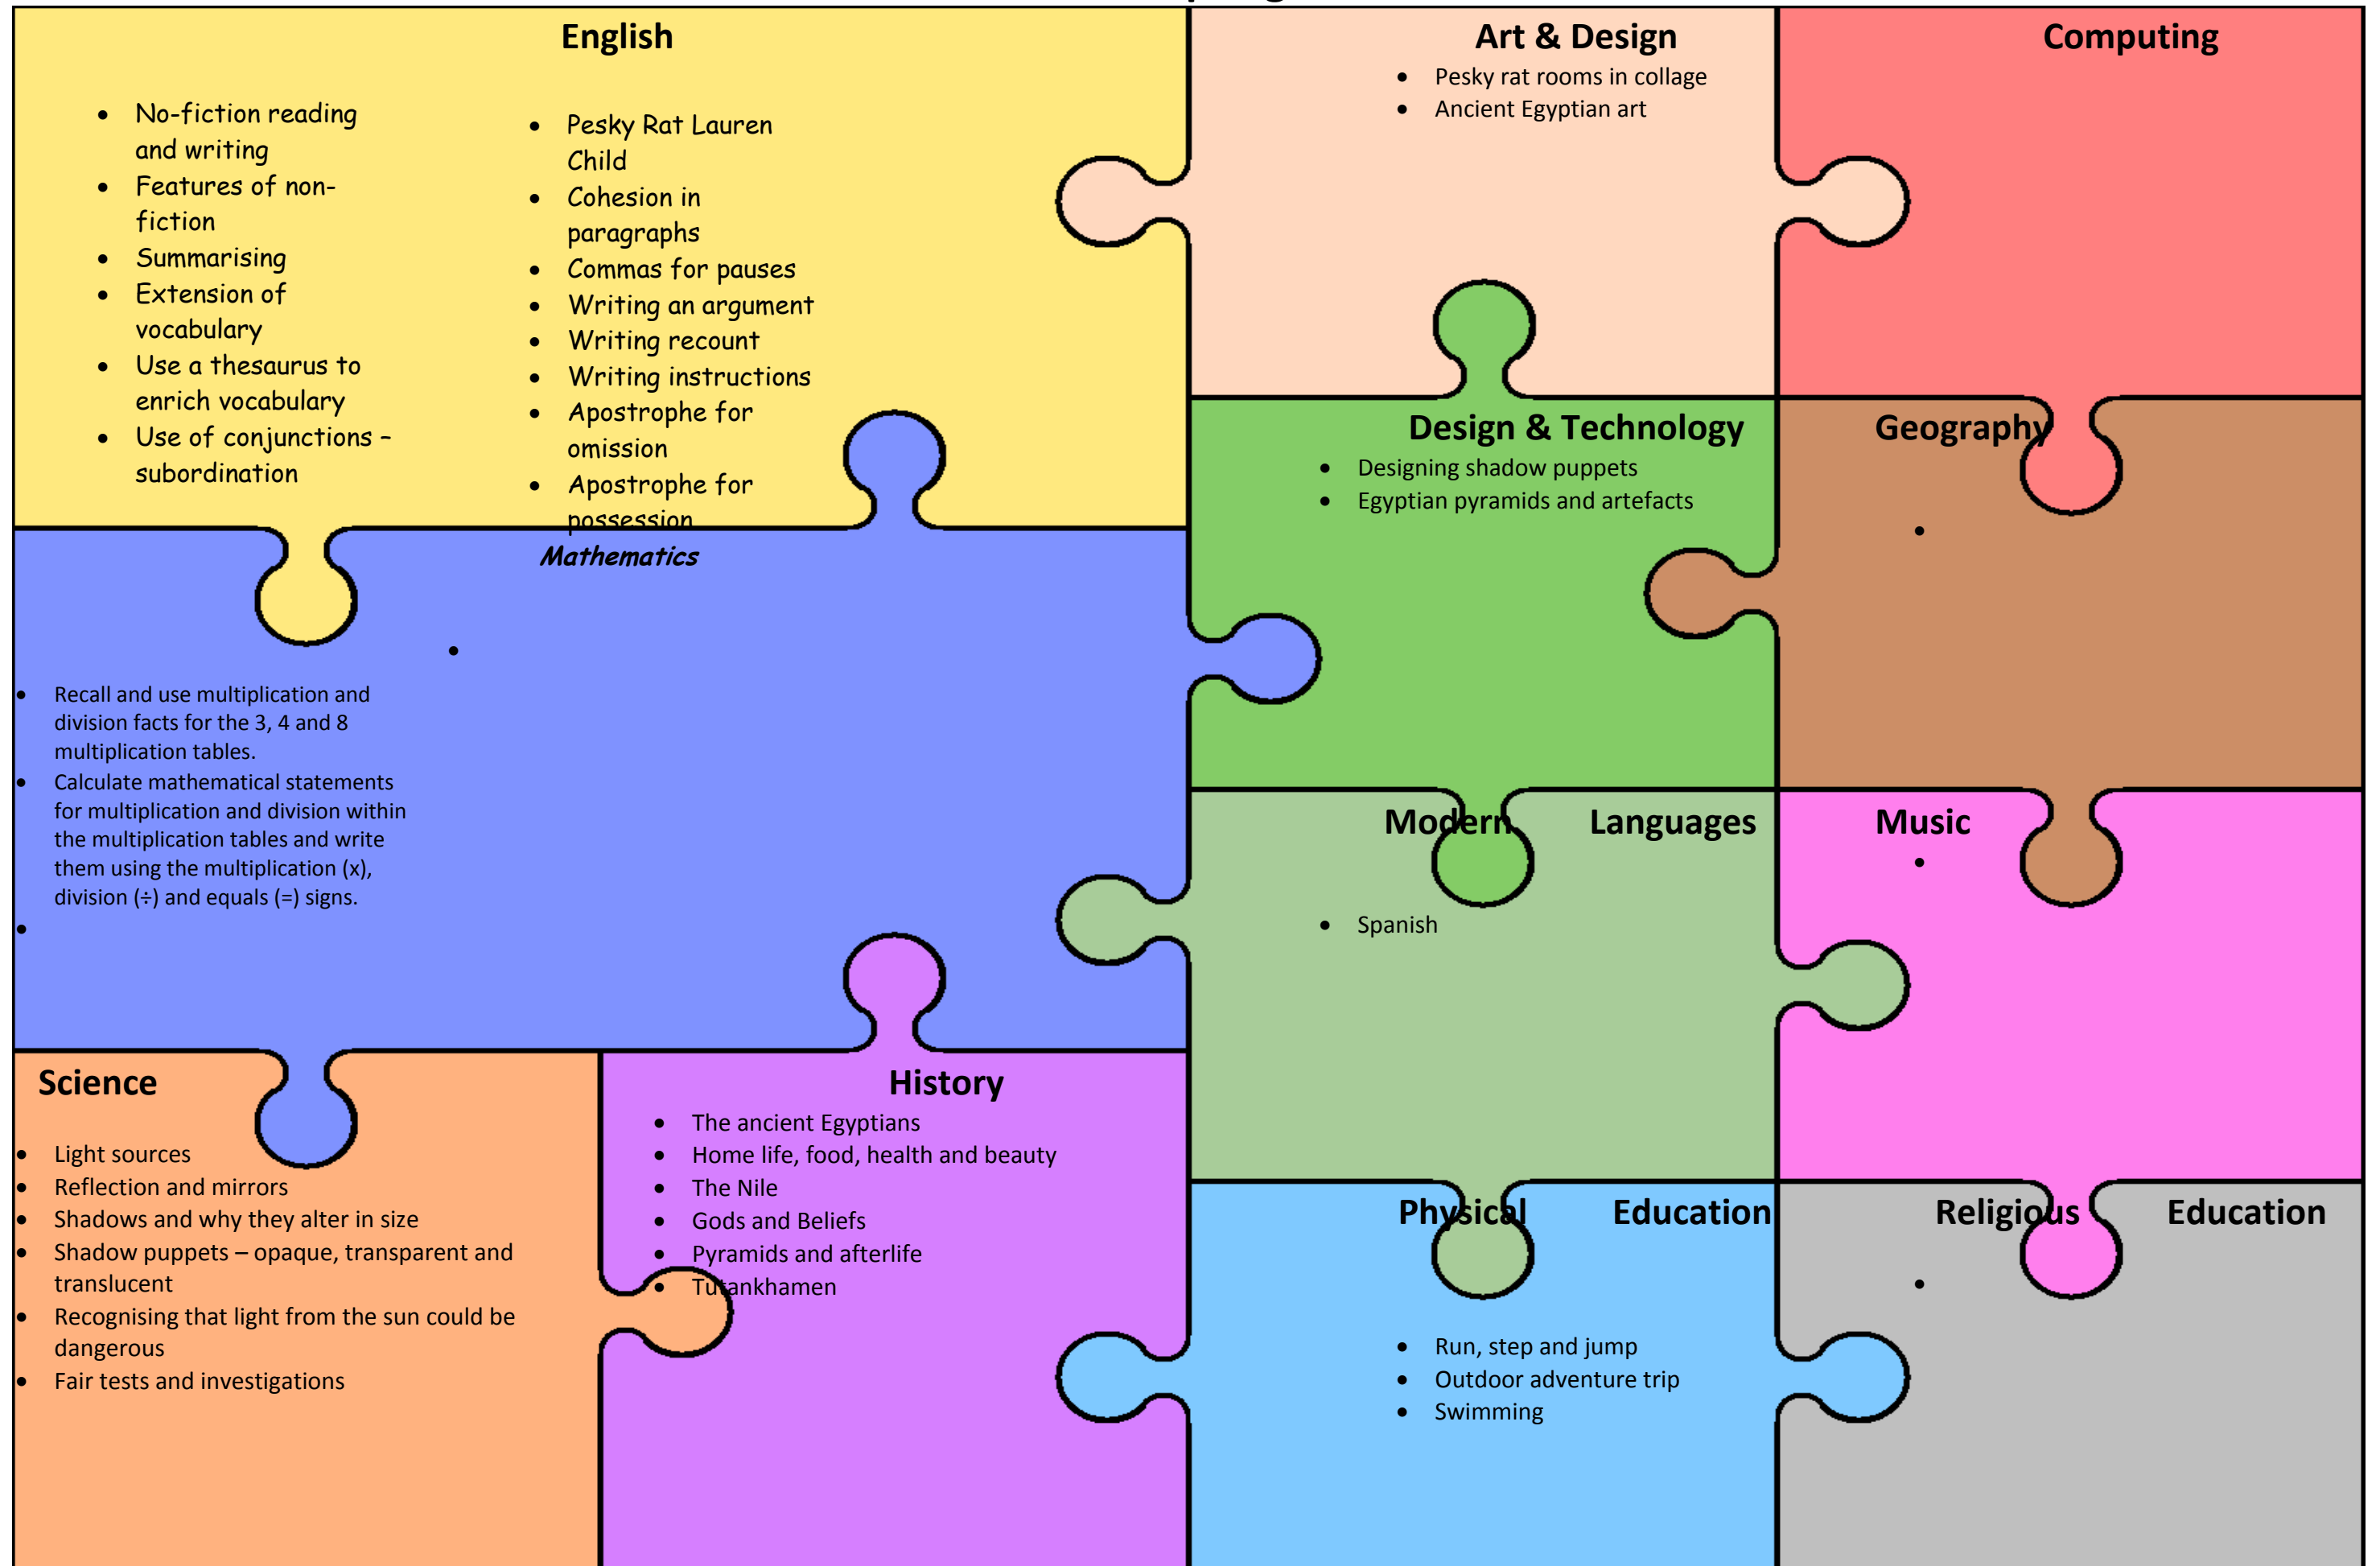 English
• No-fiction reading
and writing
• Features of non-
fiction
• Summarising
• Extension of
vocabulary
• Use a thesaurus to
enrich vocabulary
• Use of conjunctions –
subordination
• Pesky Rat Lauren
Child
• Cohesion in
paragraphs
• Commas for pauses
• Writing an argument
• Writing recount
• Writing instructions
• Apostrophe for
omission
• Apostrophe for
possession
Art & Design
• Pesky rat rooms in collage
• Ancient Egyptian art
Computing
Design & Technology
• Designing shadow puppets
• Egyptian pyramids and artefacts
Geography
•
Mathematics
•
• Recall and use multiplication and
division facts for the 3, 4 and 8
multiplication tables.
• Calculate mathematical statements
for multiplication and division within
the multiplication tables and write
them using the multiplication (x),
division (÷) and equals (=) signs.
•
Modern Languages
• Spanish
Music
•
Science
• Light sources
• Reflection and mirrors
• Shadows and why they alter in size
• Shadow puppets – opaque, transparent and
translucent
• Recognising that light from the sun could be
dangerous
• Fair tests and investigations
History
• The ancient Egyptians
• Home life, food, health and beauty
• The Nile
• Gods and Beliefs
• Pyramids and afterlife
• Tutankhamen
Physical Education
• Run, step and jump
• Outdoor adventure trip
• Swimming
Religious Education
•